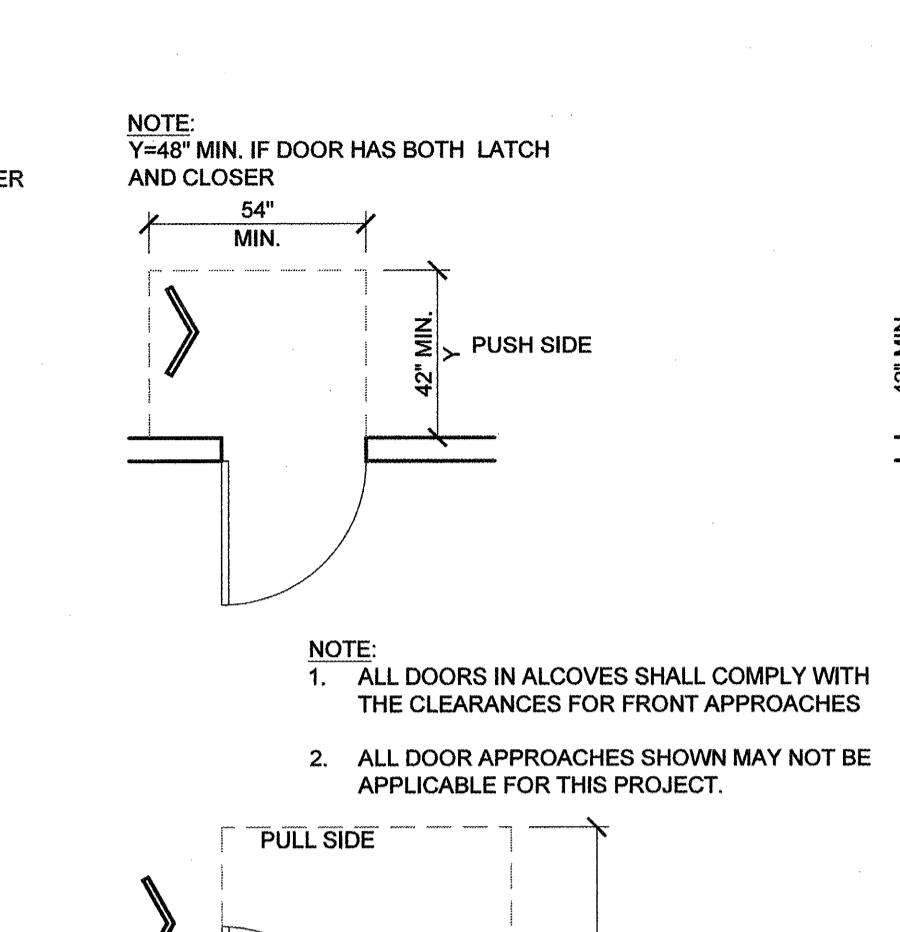 NOTE:
Y=48" MIN. IF DOOR HAS BOTH LATCH
AND CLOSER
ER
54"
MIN.
42" MIN.
Y
PUSH SIDE
NOTE:
1. ALL DOORS IN ALCOVES SHALL COMPLY WITH
THE CLEARANCES FOR FRONT APPROACHES
2. ALL DOOR APPROACHES SHOWN MAY NOT BE
APPLICABLE FOR THIS PROJECT.
PULL SIDE